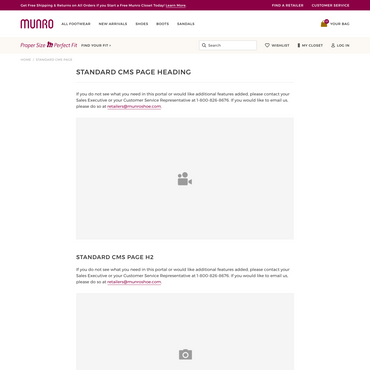 Get Free Shipping & Returns on All Orders if you Start a Free Munro Closet Today! Learn More
FIND A RETAILER
CUSTOMER SERVICE
MUNRO
ALL FOOTWEAR
NEW ARRIVALS
SHOES
BOOTS
SANDALS
YOUR BAG
Proper Size in Perfect Fit
FIND YOUR FIT >
Search
WISHLIST
MY CLOSET
LOG IN
HOME / STANDARD CMS PAGE
STANDARD CMS PAGE HEADING
If you do not see what you need in this portal or would like additional features added, please contact your
Sales Executive or your Customer Service Representative at 1-800-826-8876. If you would like to email us,
please do so at retailers@munroshoe.com
STANDARD CMS PAGE H2
If you do not see what you need in this portal or would like additional features added, please contact your
Sales Executive or your Customer Service Representative at 1-800-826-8876. If you would like to email us,
please do so at retailers@munroshoe.com